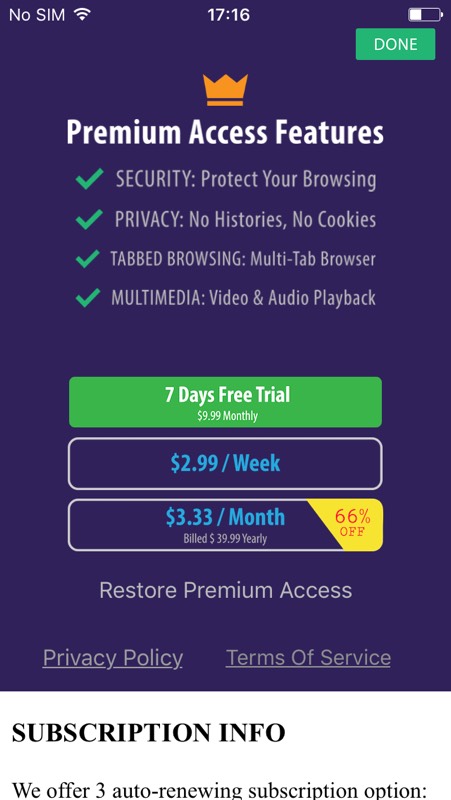 No SIM 17:16
DONE
Premium Access Features
SECURITY: Protect Your Browsing
PRIVACY: No Histories, No Cookies
TABBED BROWSING: Multi-Tab Browser
MULTIMEDIA: Video & Audio Playback
7 Days Free Trial
$9.99 Monthly
$2.99 / Week
$3.33 / Month
Billed $ 39.99 Yearly
66%
OFF
Restore Premium Access
Privacy Policy Terms Of Service
SUBSCRIPTION INFO
We offer 3 auto-renewing subscription option: